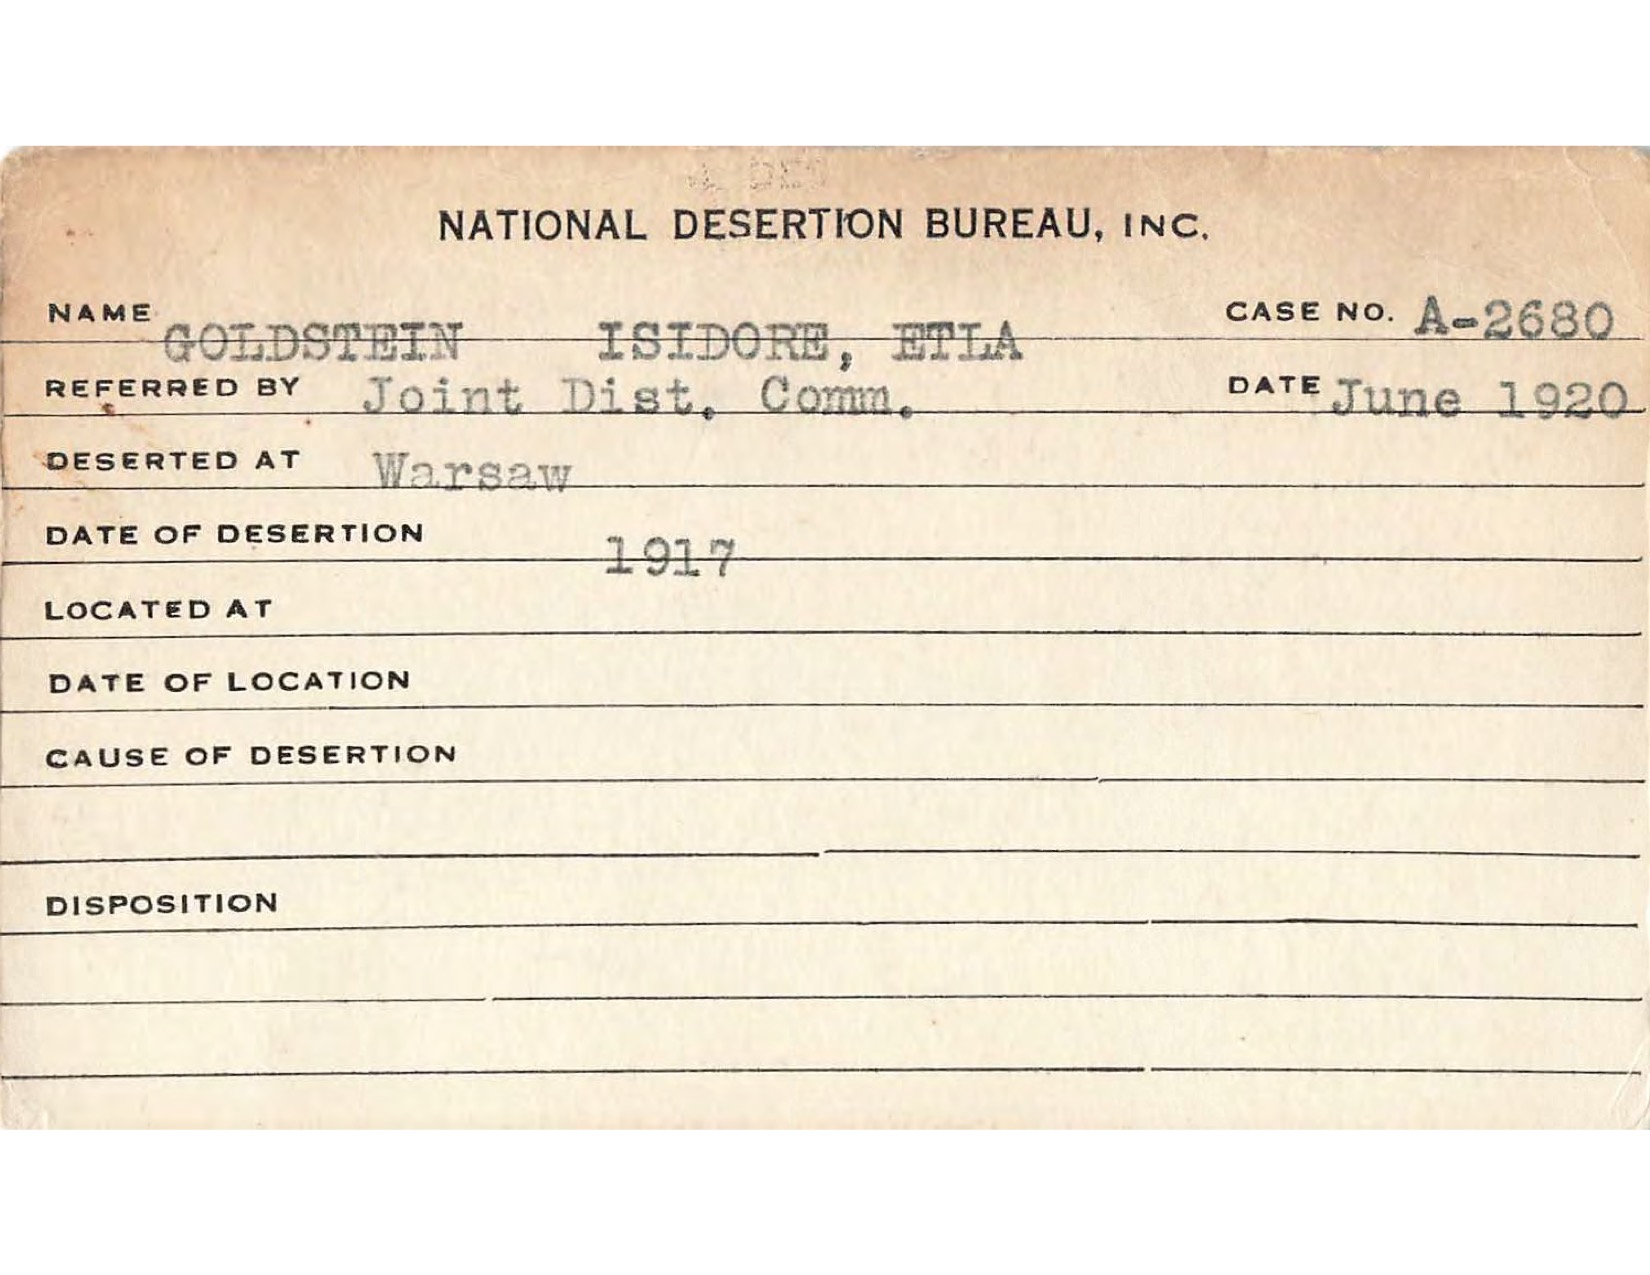 NATIONAL DESERTION BUREAU, INC.
NAME GOLDSTEIN ISIDORE, ETLA CASE NO. A-2680
REFERRED BY Joint Dist. Comm. DATE June 1920
DESERTED AT Warsaw
DATE OF DESERTION 1917
LOCATED AT
DATE OF LOCATION
CAUSE OF DESERTION
DISPOSITION